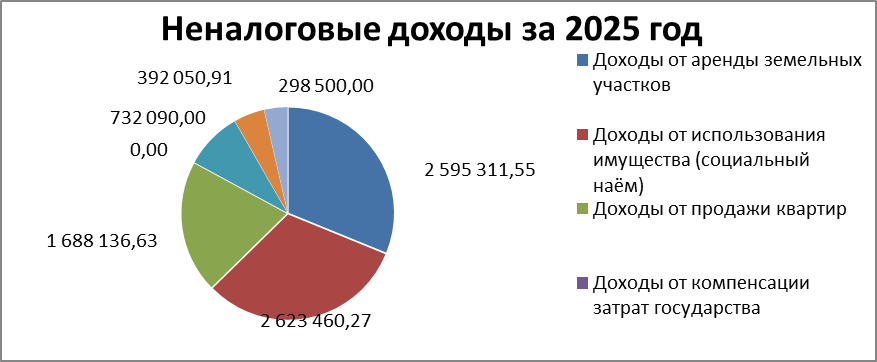 Неналоговые доходы за 2025 год
392 050,91
298 500,00
732 090,00
0,00
2 595 311,55
1 688 136,63
2 623 460,27
Доходы от аренды земельных
участков
Доходы от использования
имущества (социальный
наём)
Доходы от продажи квартир
Доходы от компенсации
затрат государства